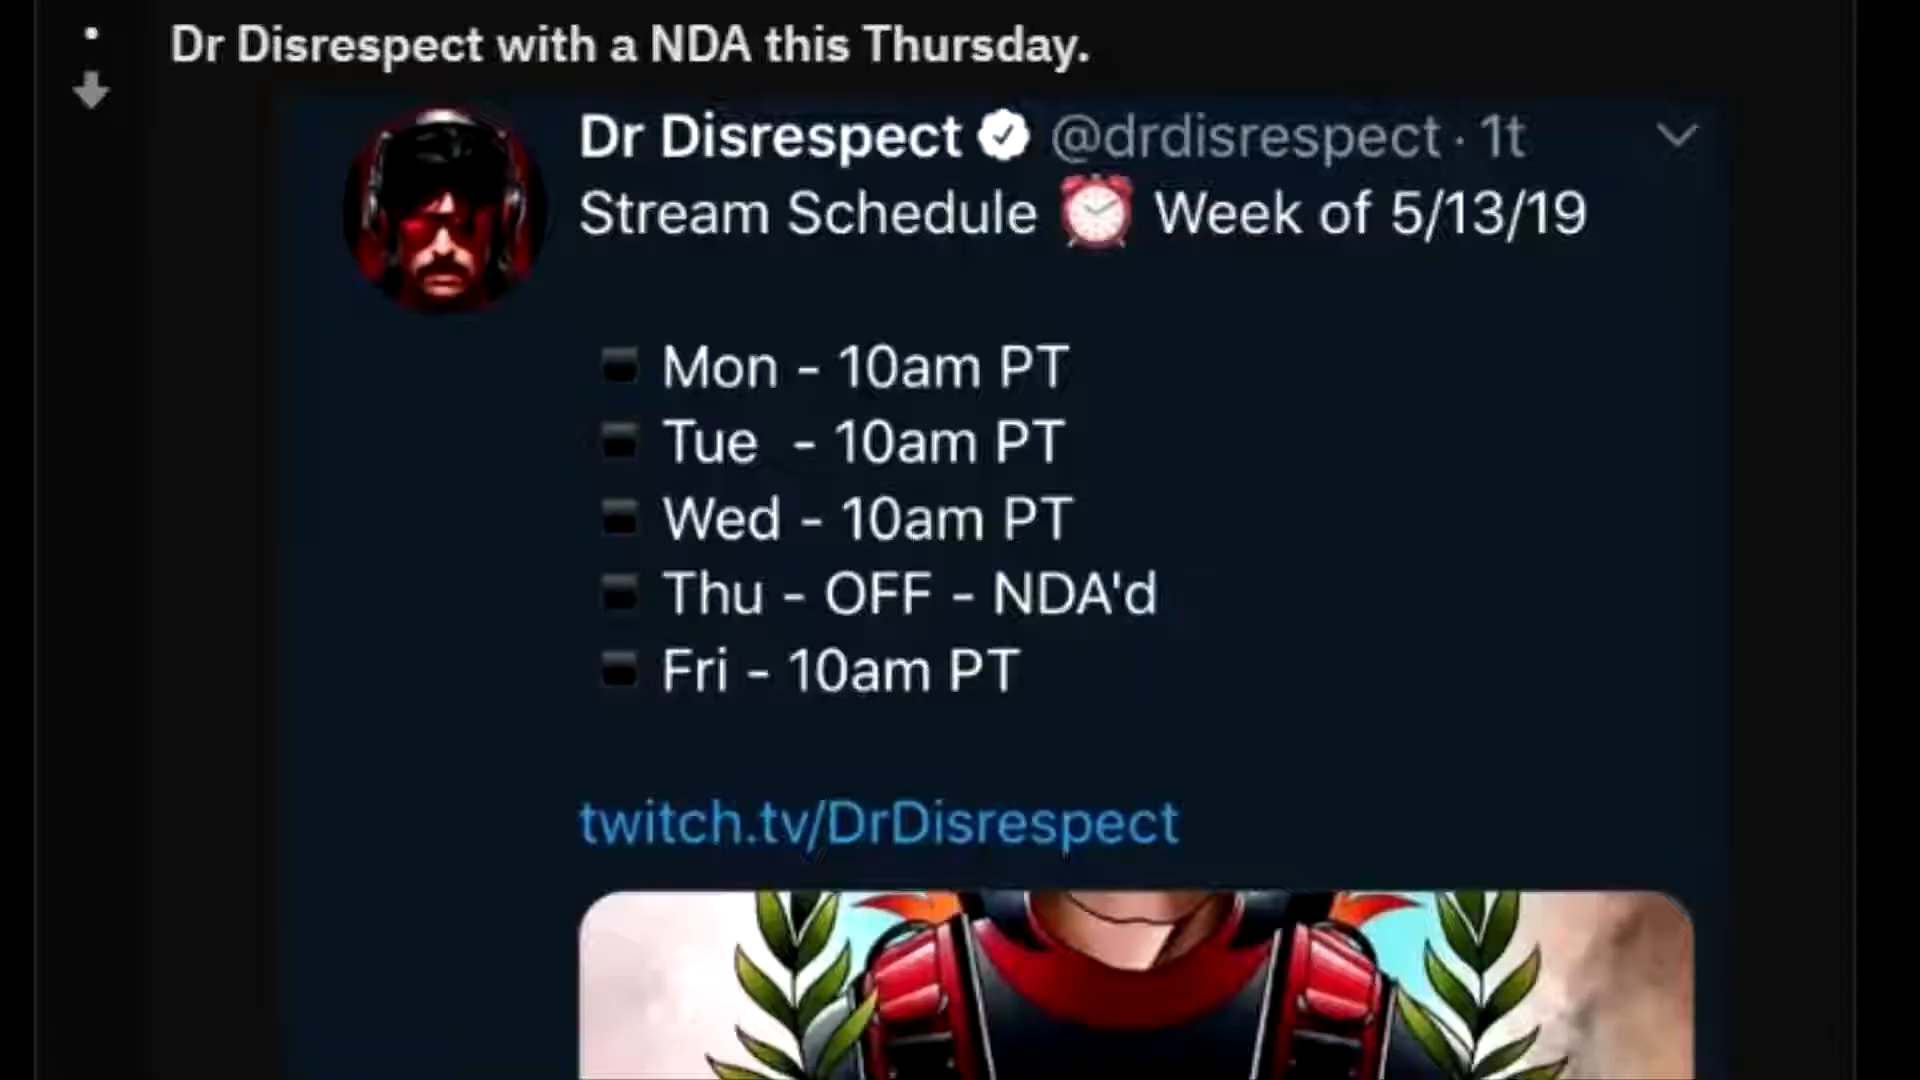 Dr Disrespect with a NDA this Thursday.
Dr Disrespect @drdisrespect · 1t
Stream Schedule ⏰ Week of 5/13/19
Mon - 10am PT
Tue - 10am PT
Wed - 10am PT
Thu - OFF - NDA'd
Fri - 10am PT
twitch.tv/DrDisrespect